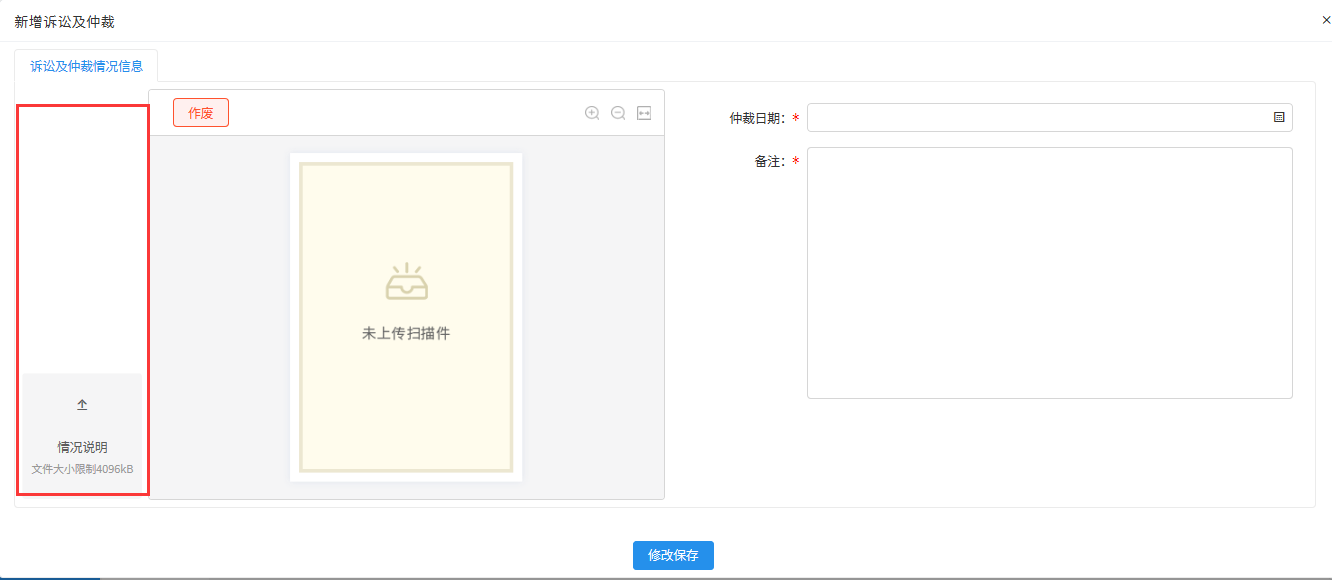 新增诉讼及仲裁
诉讼及仲裁情况信息
作废
未上传扫描件
情况说明
文件大小限制4096kB
仲裁日期：*
备注：*
修改保存